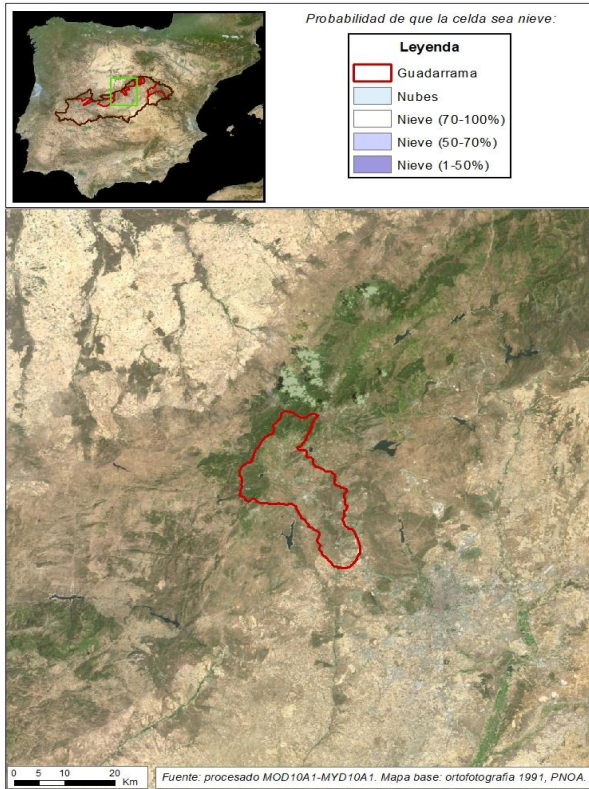 Probabilidad de que la celda sea nieve:
Leyenda
Guadarrama
Nubes
Nieve (70-100%)
Nieve (50-70%)
Nieve (1-50%)
0 5 10 20
Km
Fuente: procesado MOD10A1-MYD10A1. Mapa base: ortofotografia 1991, PNOA.